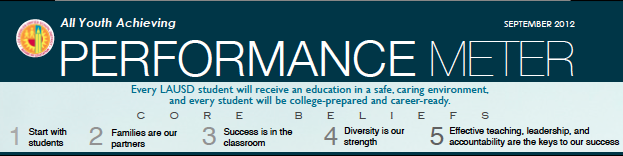 All Youth Achieving
SEPTEMBER 2012
PERFORMANCE METER
Every LAUSD student will receive an education in a safe, caring environment,
and every student will be college-prepared and career-ready.
CORE BELIEFS
1 Start with
students
2 Families are our
partners
3 Success is in the
classroom
4 Diversity is our
strength
5 Effective teaching, leadership, and
accountability are the keys to our success